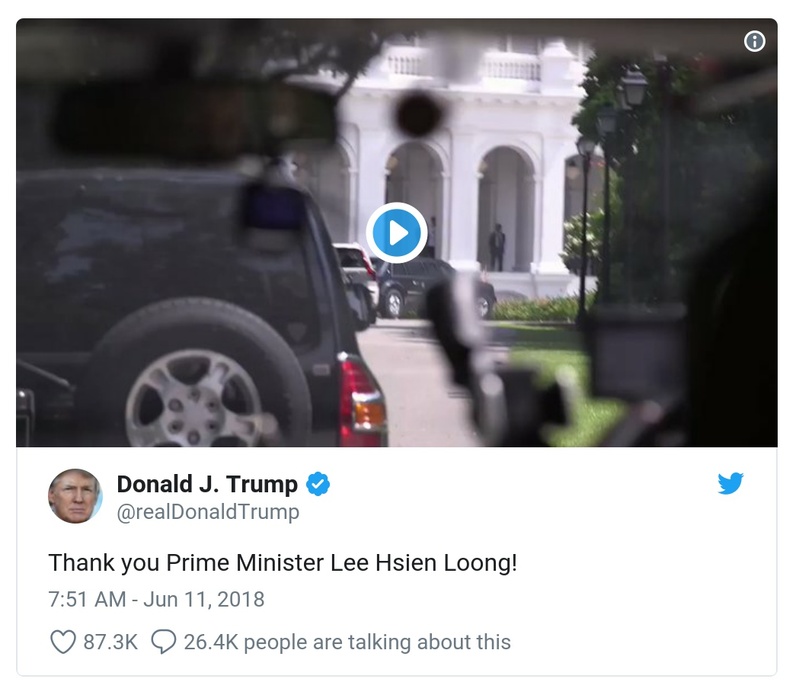 Donald J. Trump
@realDonaldTrump
Thank you Prime Minister Lee Hsien Loong!
7:51 AM - Jun 11, 2018
87.3K 26.4K people are talking about this